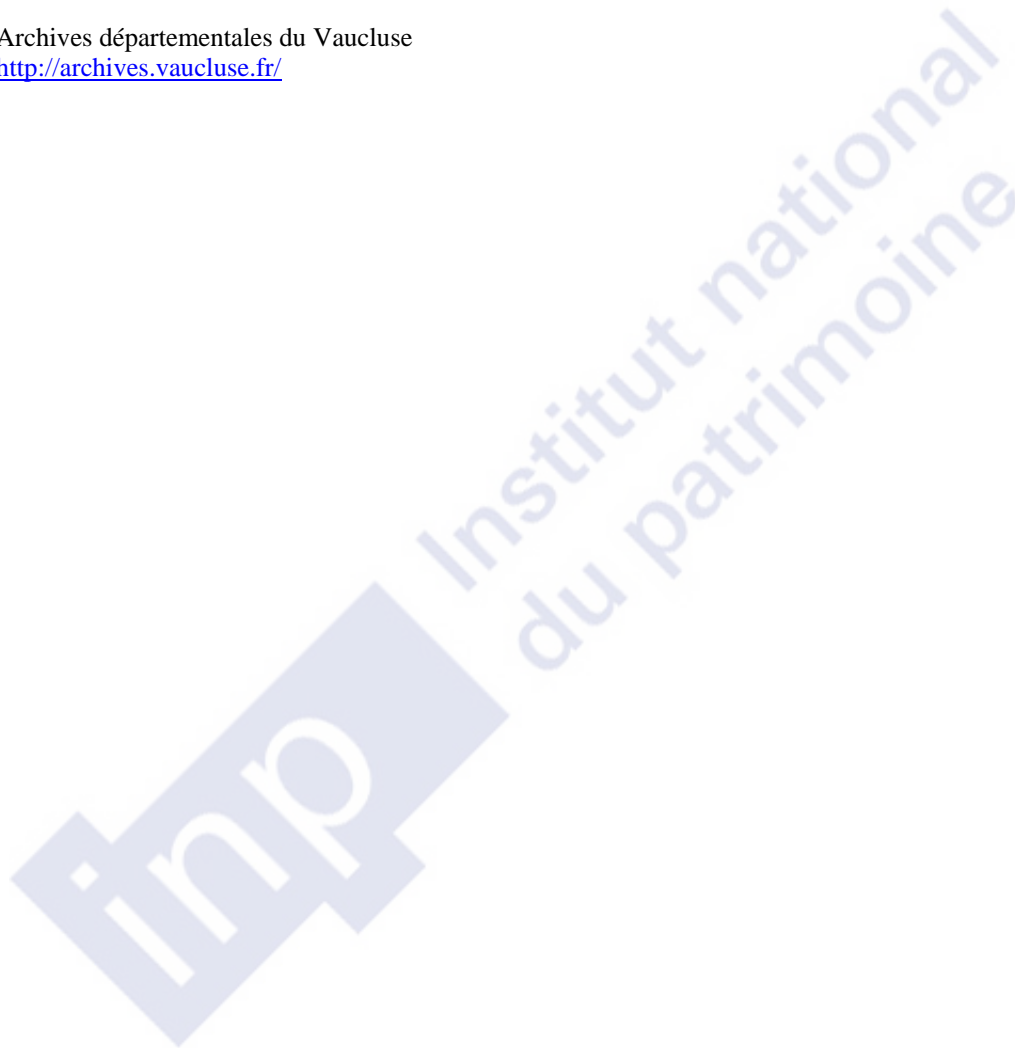 Archives départementales du Vaucluse
http://archives.vaucluse.fr/
inp
Institut national
du patrimoine